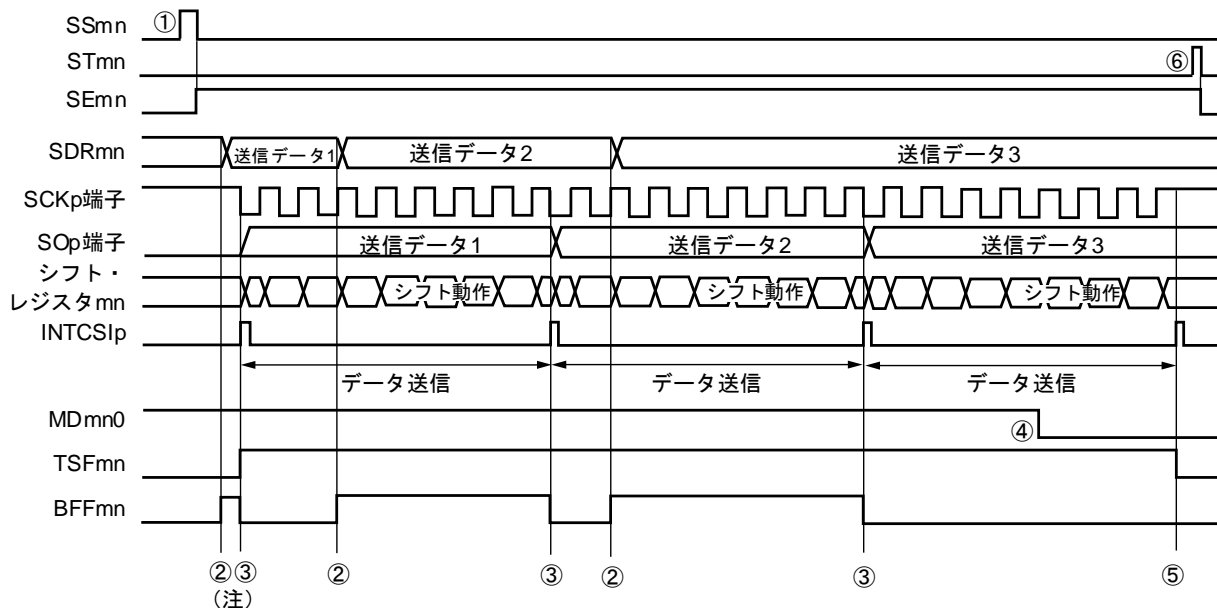 SSmn ①
STmn ⑥
SEmn
SDRmn 送信データ1 送信データ2 送信データ3
SCKp端子
SOp端子 送信データ1 送信データ2 送信データ3
シフト・
レジスタmn シフト動作 シフト動作 シフト動作
INTCSIp
データ送信 データ送信 データ送信
MDmn0 ④
TSFmn
BFFmn
② ③ ② ③ ② ③ ⑤
（注）